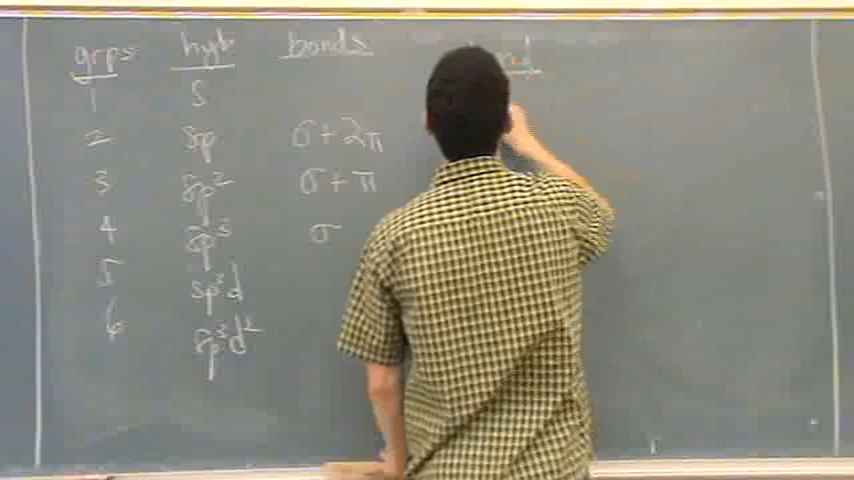 grps hyb bonds
1 s
2 sp σ+2π
3 sp² σ+π
4 sp³ σ
5 sp³d
6 sp³d²